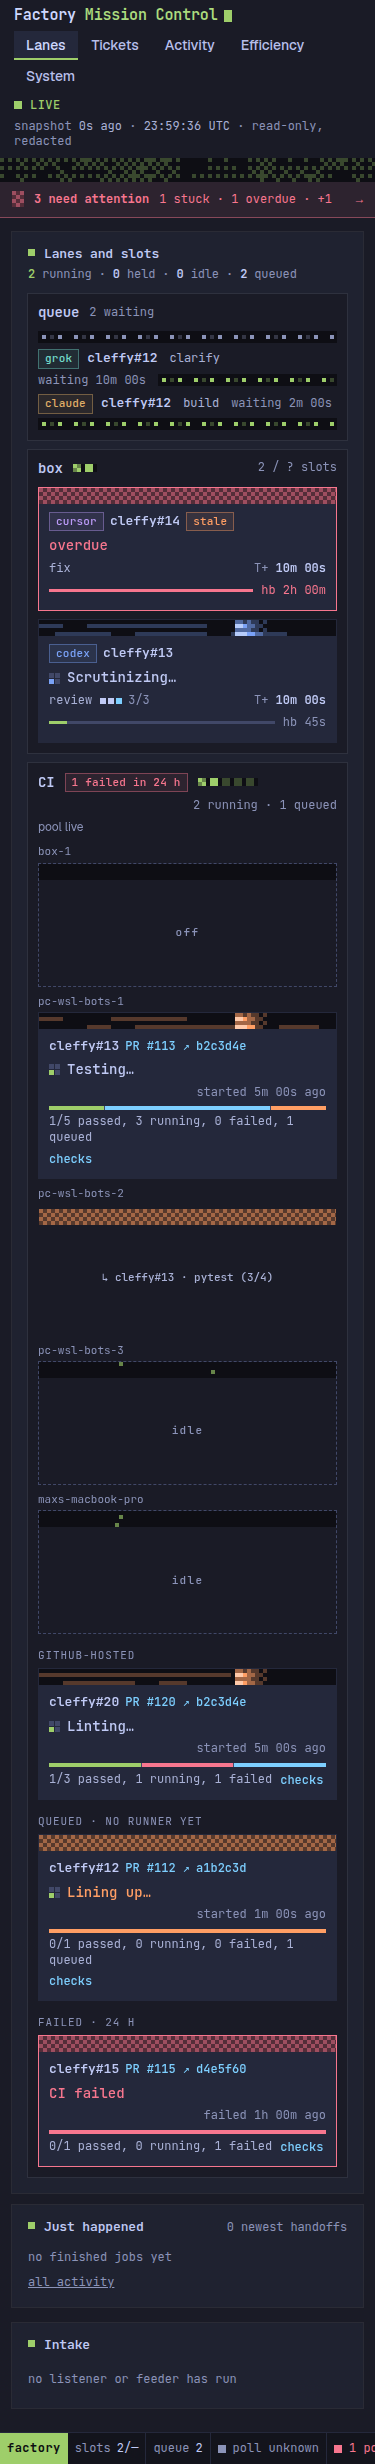 Factory Mission Control
Lanes Tickets Activity Efficiency
System
LIVE
snapshot 0s ago · 23:59:36 UTC · read-only,
redacted
3 need attention 1 stuck · 1 overdue · +1 →
Lanes and slots
2 running · 0 held · 0 idle · 2 queued
queue 2 waiting
grok cleffy#12 clarify
waiting 10m 00s
claude cleffy#12 build waiting 2m 00s
box 2 / ? slots
cursor cleffy#14 stale
overdue
fix T+ 10m 00s
hb 2h 00m
codex cleffy#13
Scrutinizing…
review 3/3 T+ 10m 00s
hb 45s
CI 1 failed in 24 h
2 running · 1 queued
pool live
box-1
off
pc-wsl-bots-1
cleffy#13 PR #113 ↗ b2c3d4e
Testing…
started 5m 00s ago
1/5 passed, 3 running, 0 failed, 1
queued
checks
pc-wsl-bots-2
↳ cleffy#13 · pytest (3/4)
pc-wsl-bots-3
idle
maxs-macbook-pro
idle
GITHUB-HOSTED
cleffy#20 PR #120 ↗ b2c3d4e
Linting…
started 5m 00s ago
1/3 passed, 1 running, 1 failed checks
QUEUED · NO RUNNER YET
cleffy#12 PR #112 ↗ a1b2c3d
Lining up…
started 1m 00s ago
0/1 passed, 0 running, 0 failed, 1
queued
checks
FAILED · 24 H
cleffy#15 PR #115 ↗ d4e5f60
CI failed
failed 1h 00m ago
0/1 passed, 0 running, 1 failed checks
Just happened 0 newest handoffs
no finished jobs yet
all activity
Intake
no listener or feeder has run
factory slots 2/— queue 2 poll unknown 1 po